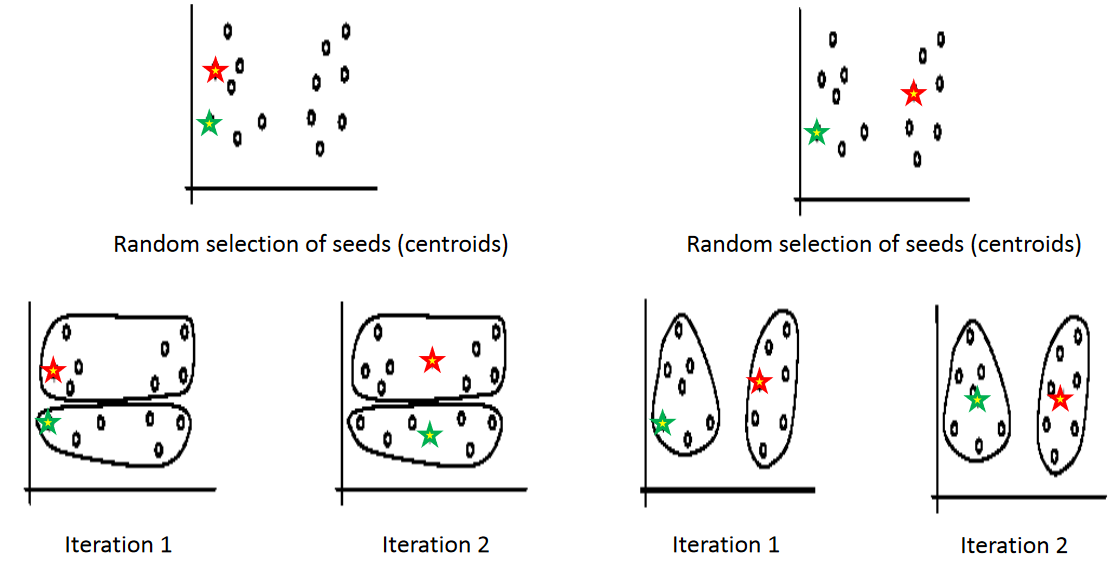 Random selection of seeds (centroids)
Random selection of seeds (centroids)
Iteration 1
Iteration 2
Iteration 1
Iteration 2